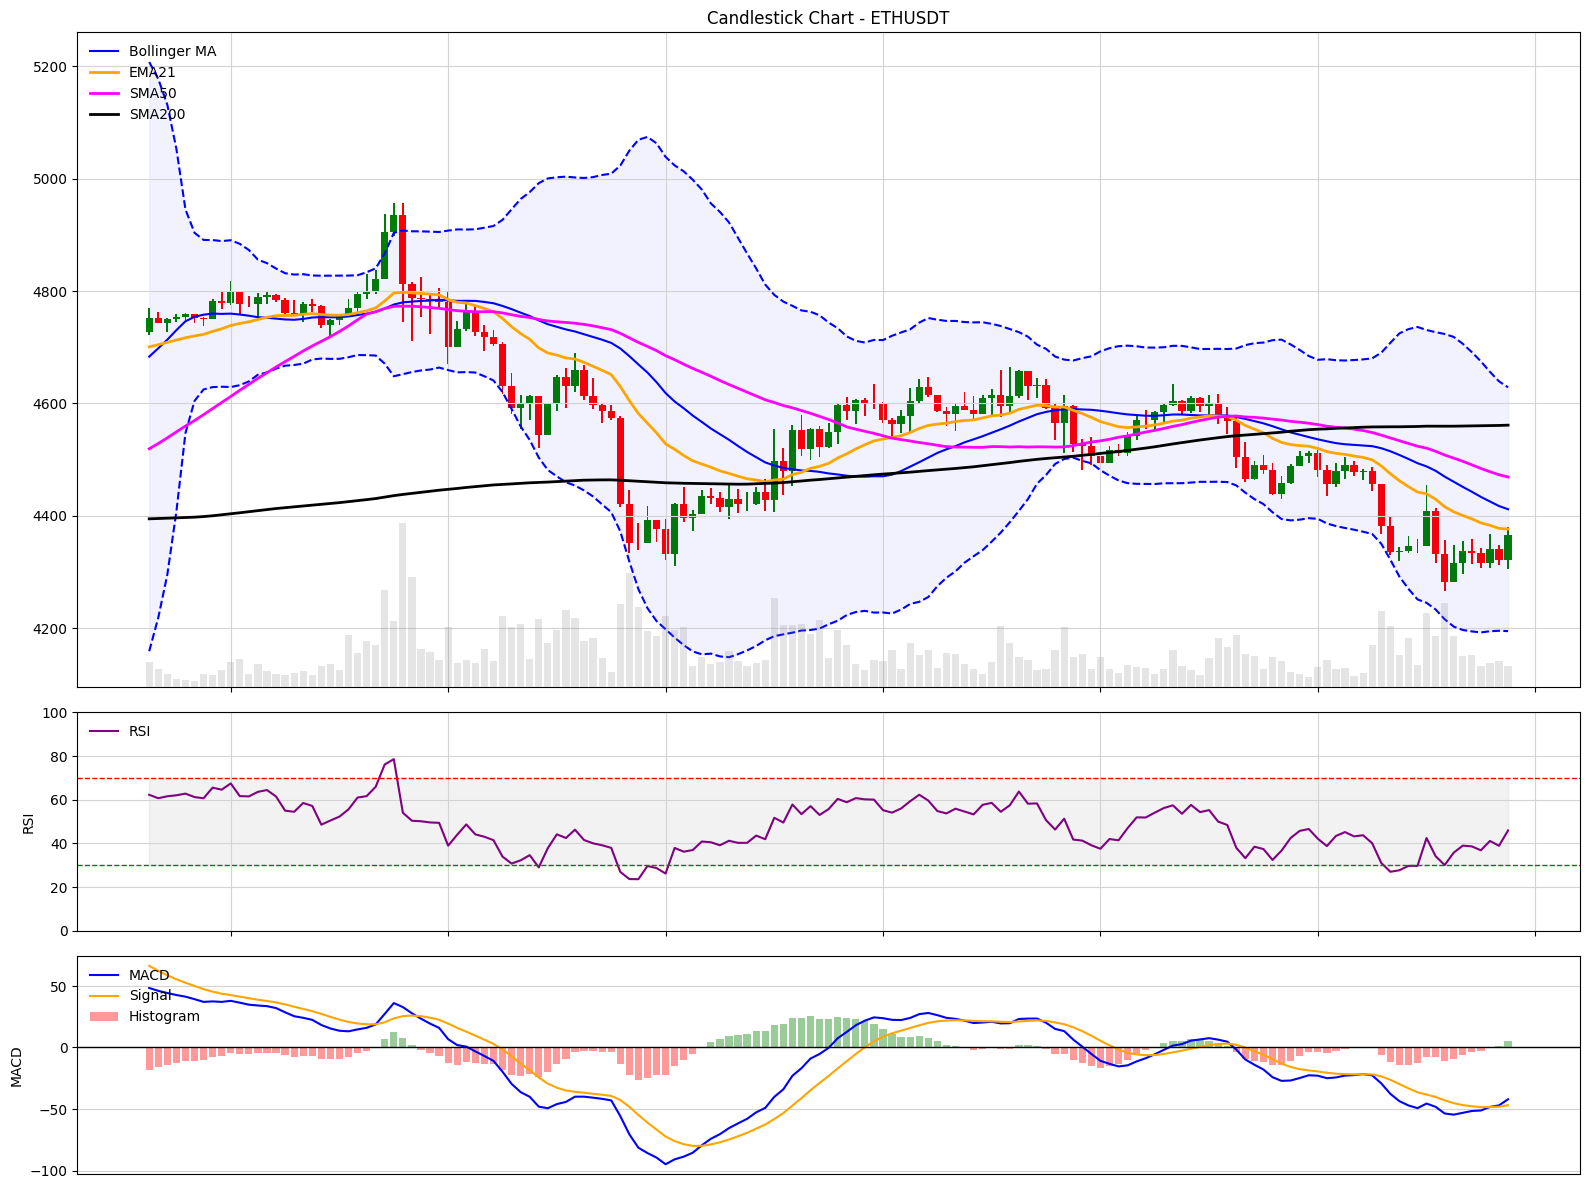 Candlestick Chart - ETHUSDT
Bollinger MA
EMA21
SMA50
SMA200
5200
5000
4800
4600
4400
4200
RSI
RSI
100
80
60
40
20
0
MACD
Signal
Histogram
MACD
50
0
−50
−100